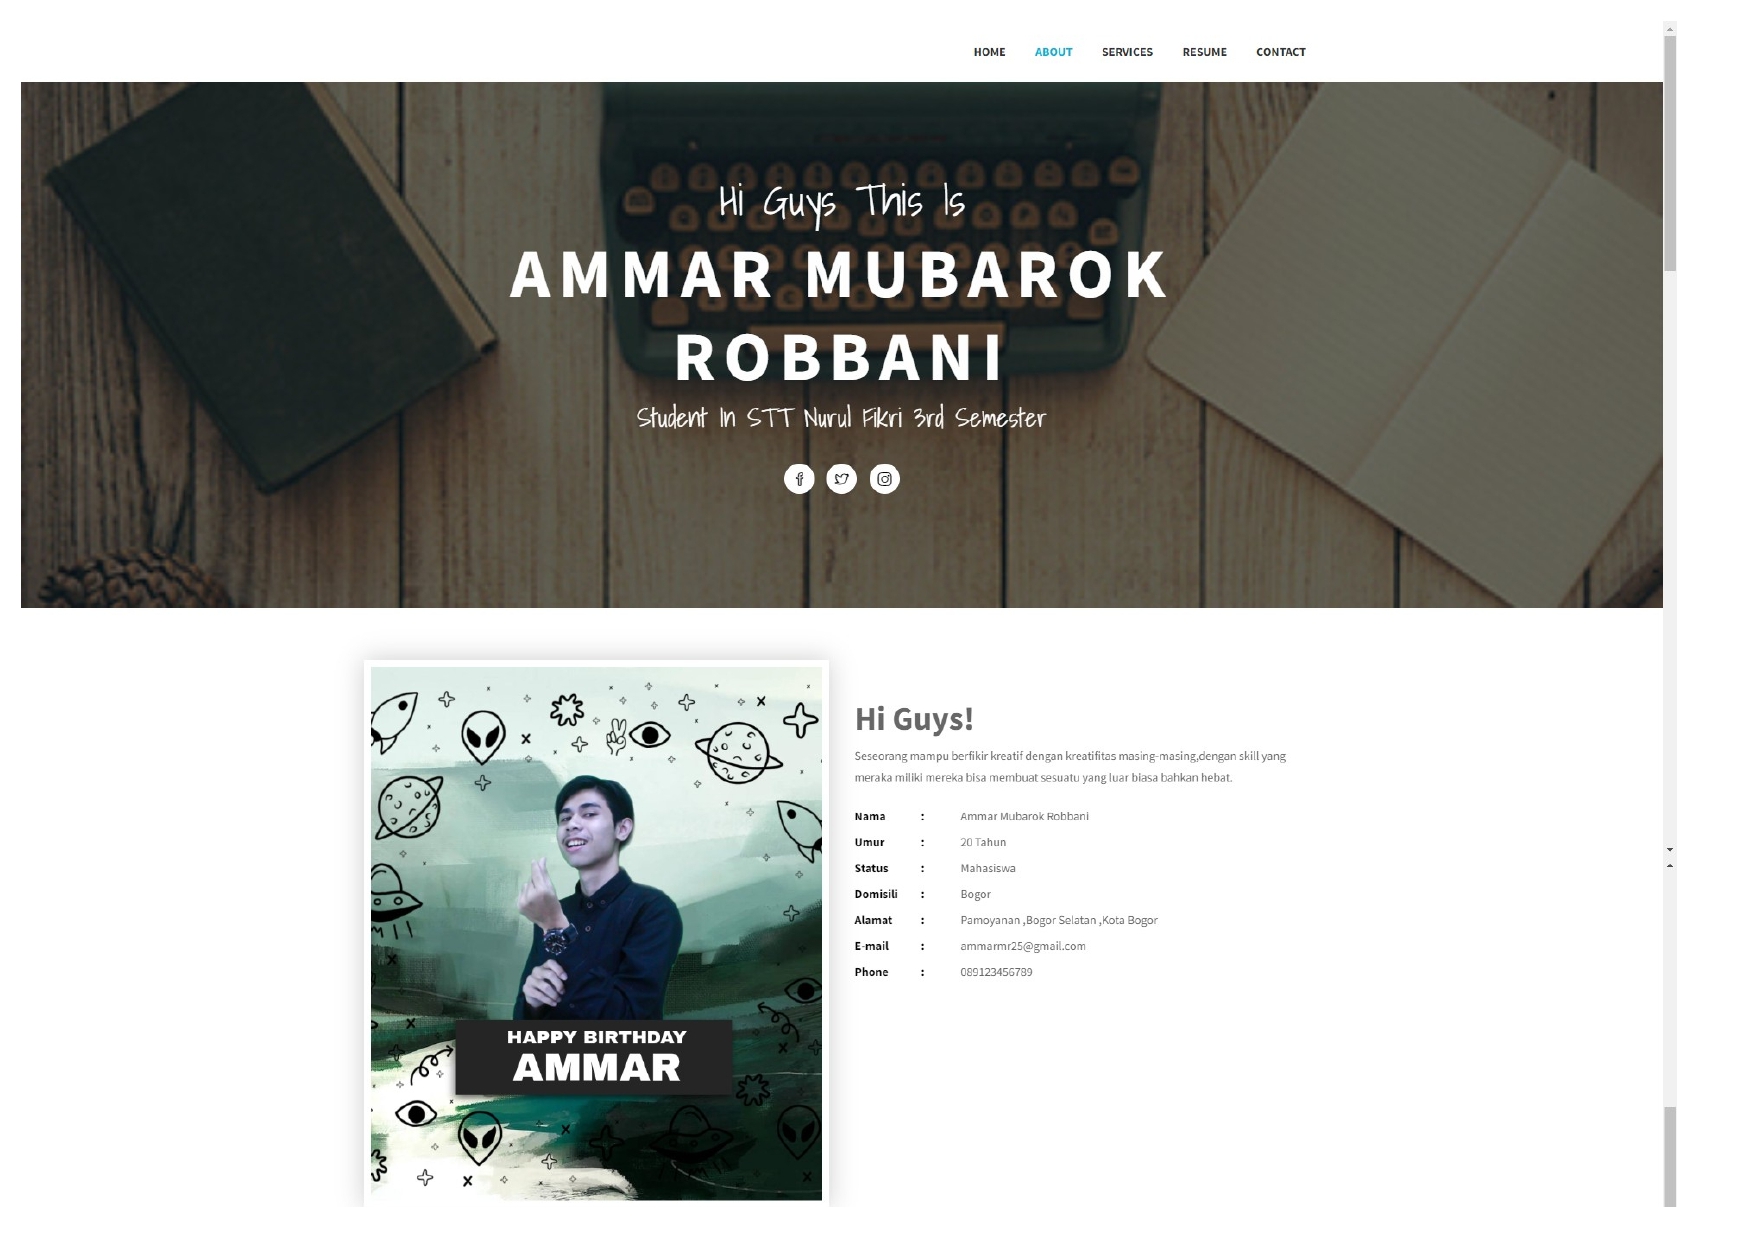 HOME ABOUT SERVICES RESUME CONTACT
Hi Guys This Is
AMMAR MUBAROK
ROBBANI
Student In STT Nurul Fikri 3rd Semester
Hi Guys!
Seseorang mampu berfikir kreatif dengan kreatifitas masing-masing,dengan skill yang
meraka miliki mereka bisa membuat sesuatu yang luar biasa bahkan hebat.
Nama : Ammar Mubarok Robbani
Umur : 20 Tahun
Status : Mahasiswa
Domisili : Bogor
Alamat : Pamoyanan ,Bogor Selatan ,Kota Bogor
E-mail : ammarmr25@gmail.com
Phone : 089123456789
HAPPY BIRTHDAY
AMMAR